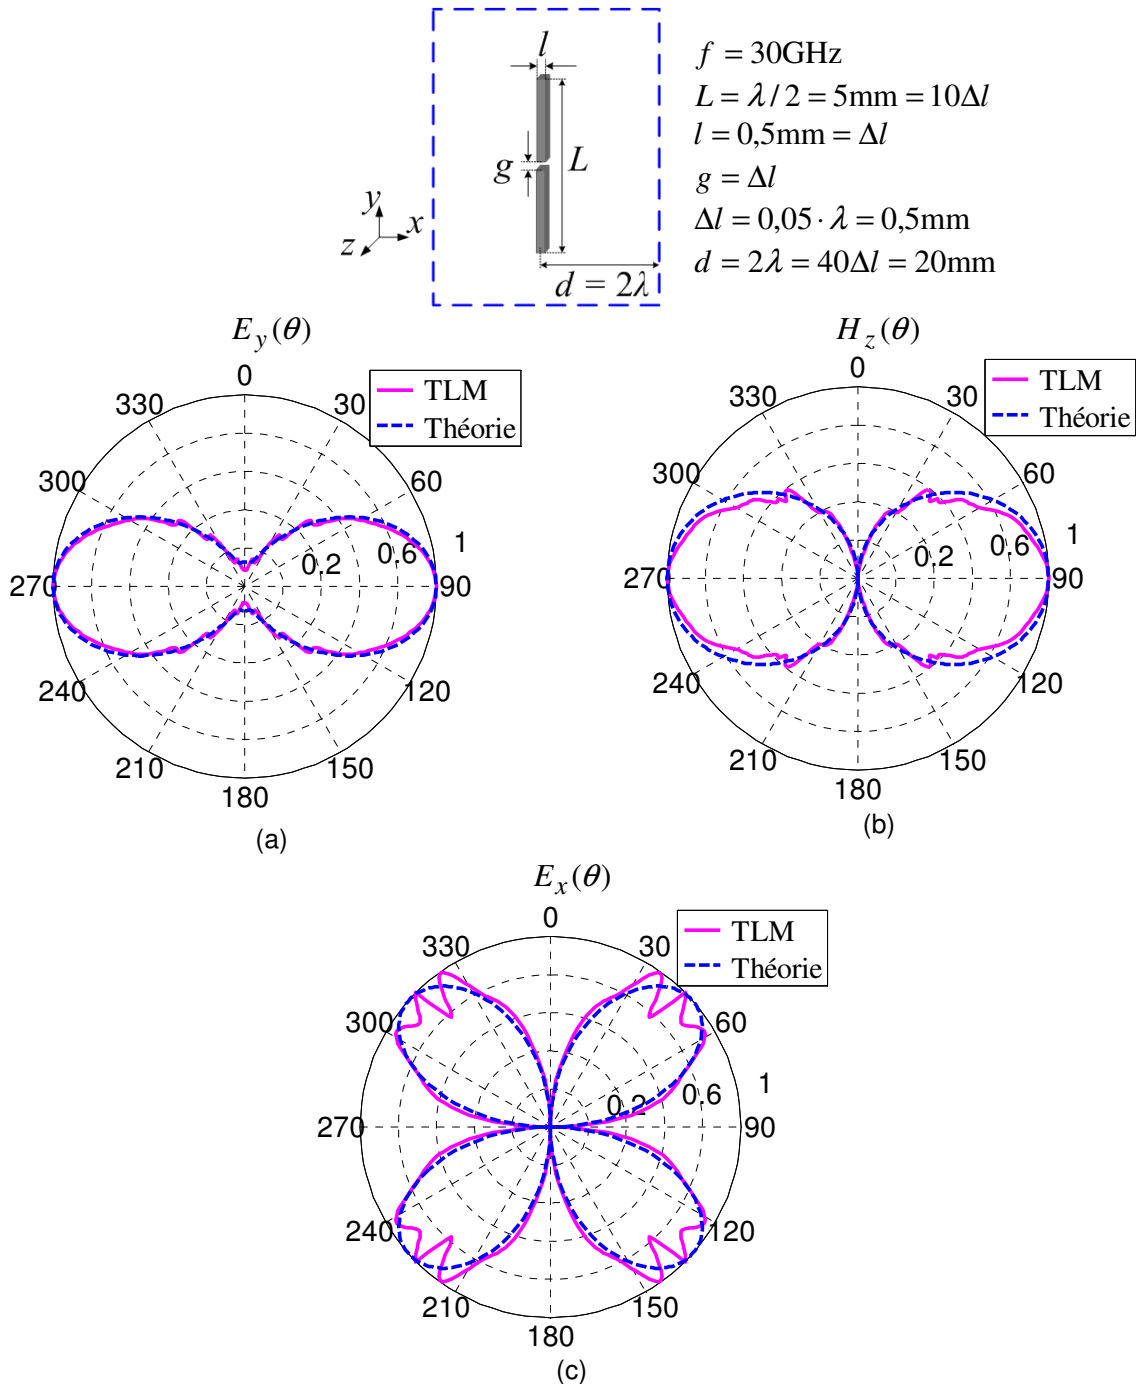 l
g
L
y
x
z
d = 2λ
f = 30GHz
L = λ / 2 = 5mm = 10Δl
l = 0,5mm = Δl
g = Δl
Δl = 0,05 · λ = 0,5mm
d = 2λ = 40Δl = 20mm
E_y(θ)
TLM
Théorie
0
30
60
90
120
150
180
210
240
270
300
330
0.2
0.6
1
(a)
H_z(θ)
TLM
Théorie
0
30
60
90
120
150
180
210
240
270
300
330
0.2
0.6
1
(b)
E_x(θ)
TLM
Théorie
0
30
60
90
120
150
180
210
240
270
300
330
0.2
0.6
1
(c)